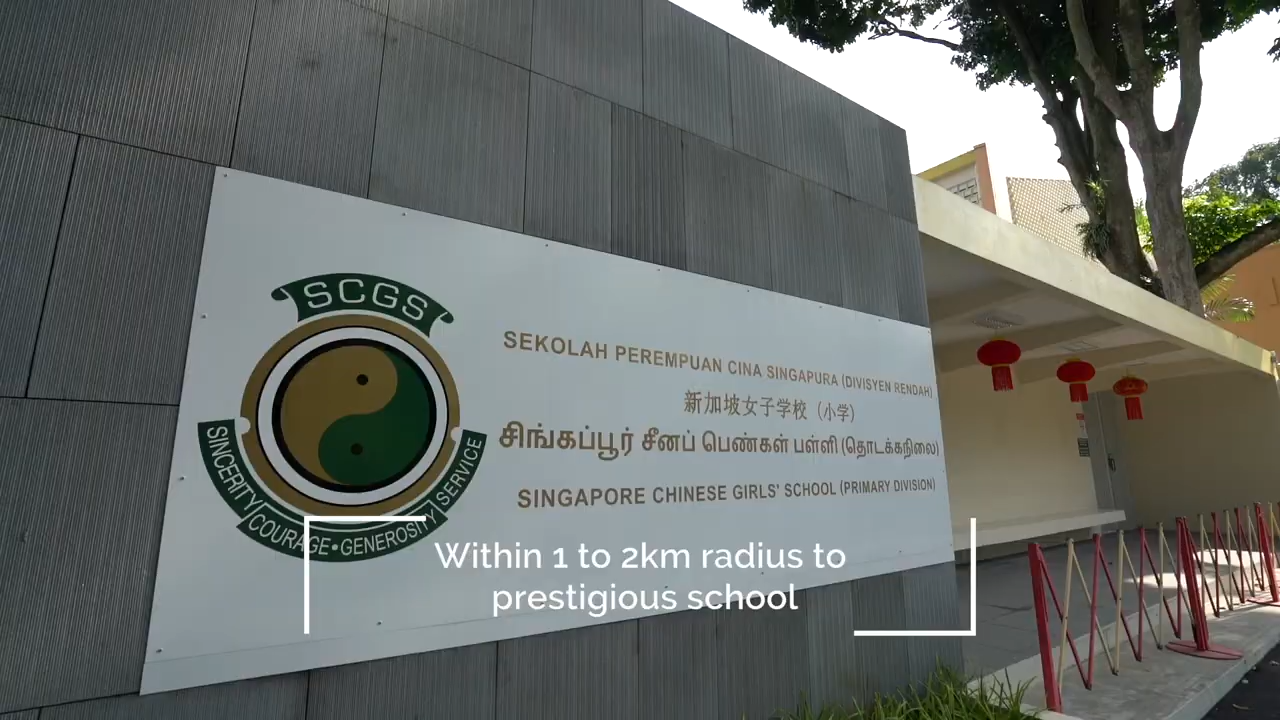 SCGS
SINCERITY COURAGE • GENEROSITY SERVICE
SEKOLAH PEREMPUAN CINA SINGAPURA (DIVISYEN RENDAH)
新加坡女子学校（小学）
சிங்கப்பூர் சீனப் பெண்கள் பள்ளி (தொடக்கநிலை)
SINGAPORE CHINESE GIRLS' SCHOOL (PRIMARY DIVISION)
Within 1 to 2km radius to
prestigious school